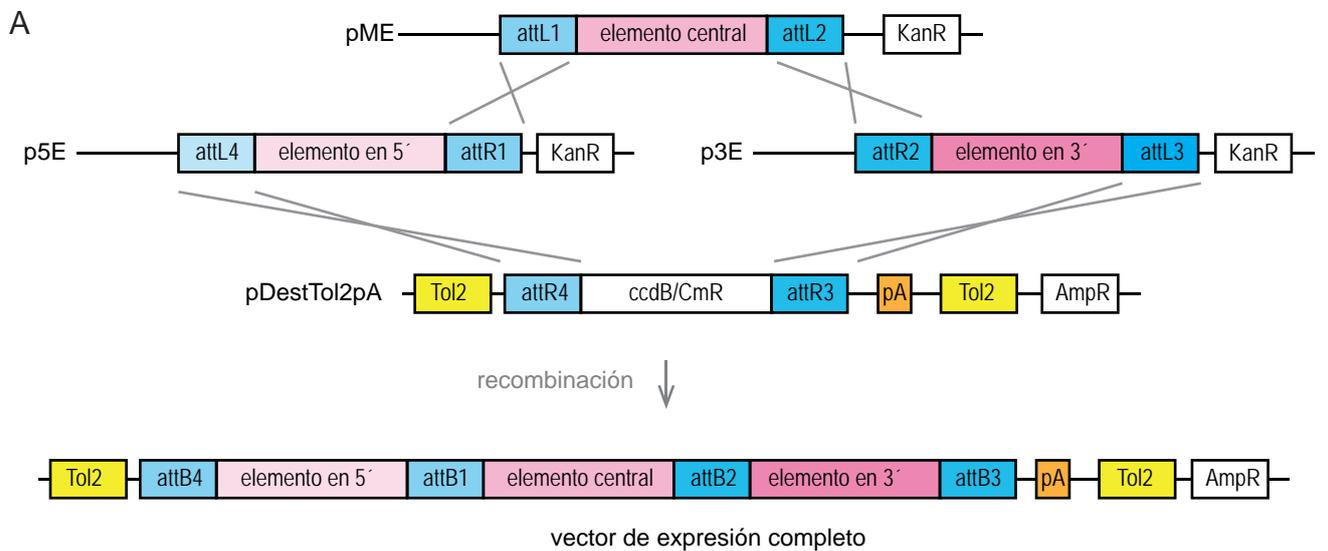 A
pME attL1 elemento central attL2 KanR
p5E attL4 elemento en 5´ attR1 KanR p3E attR2 elemento en 3´ attL3 KanR
pDestTol2pA Tol2 attR4 ccdB/CmR attR3 pA Tol2 AmpR
recombinación
Tol2 attB4 elemento en 5´ attB1 elemento central attB2 elemento en 3´ attB3 pA Tol2 AmpR
vector de expresión completo